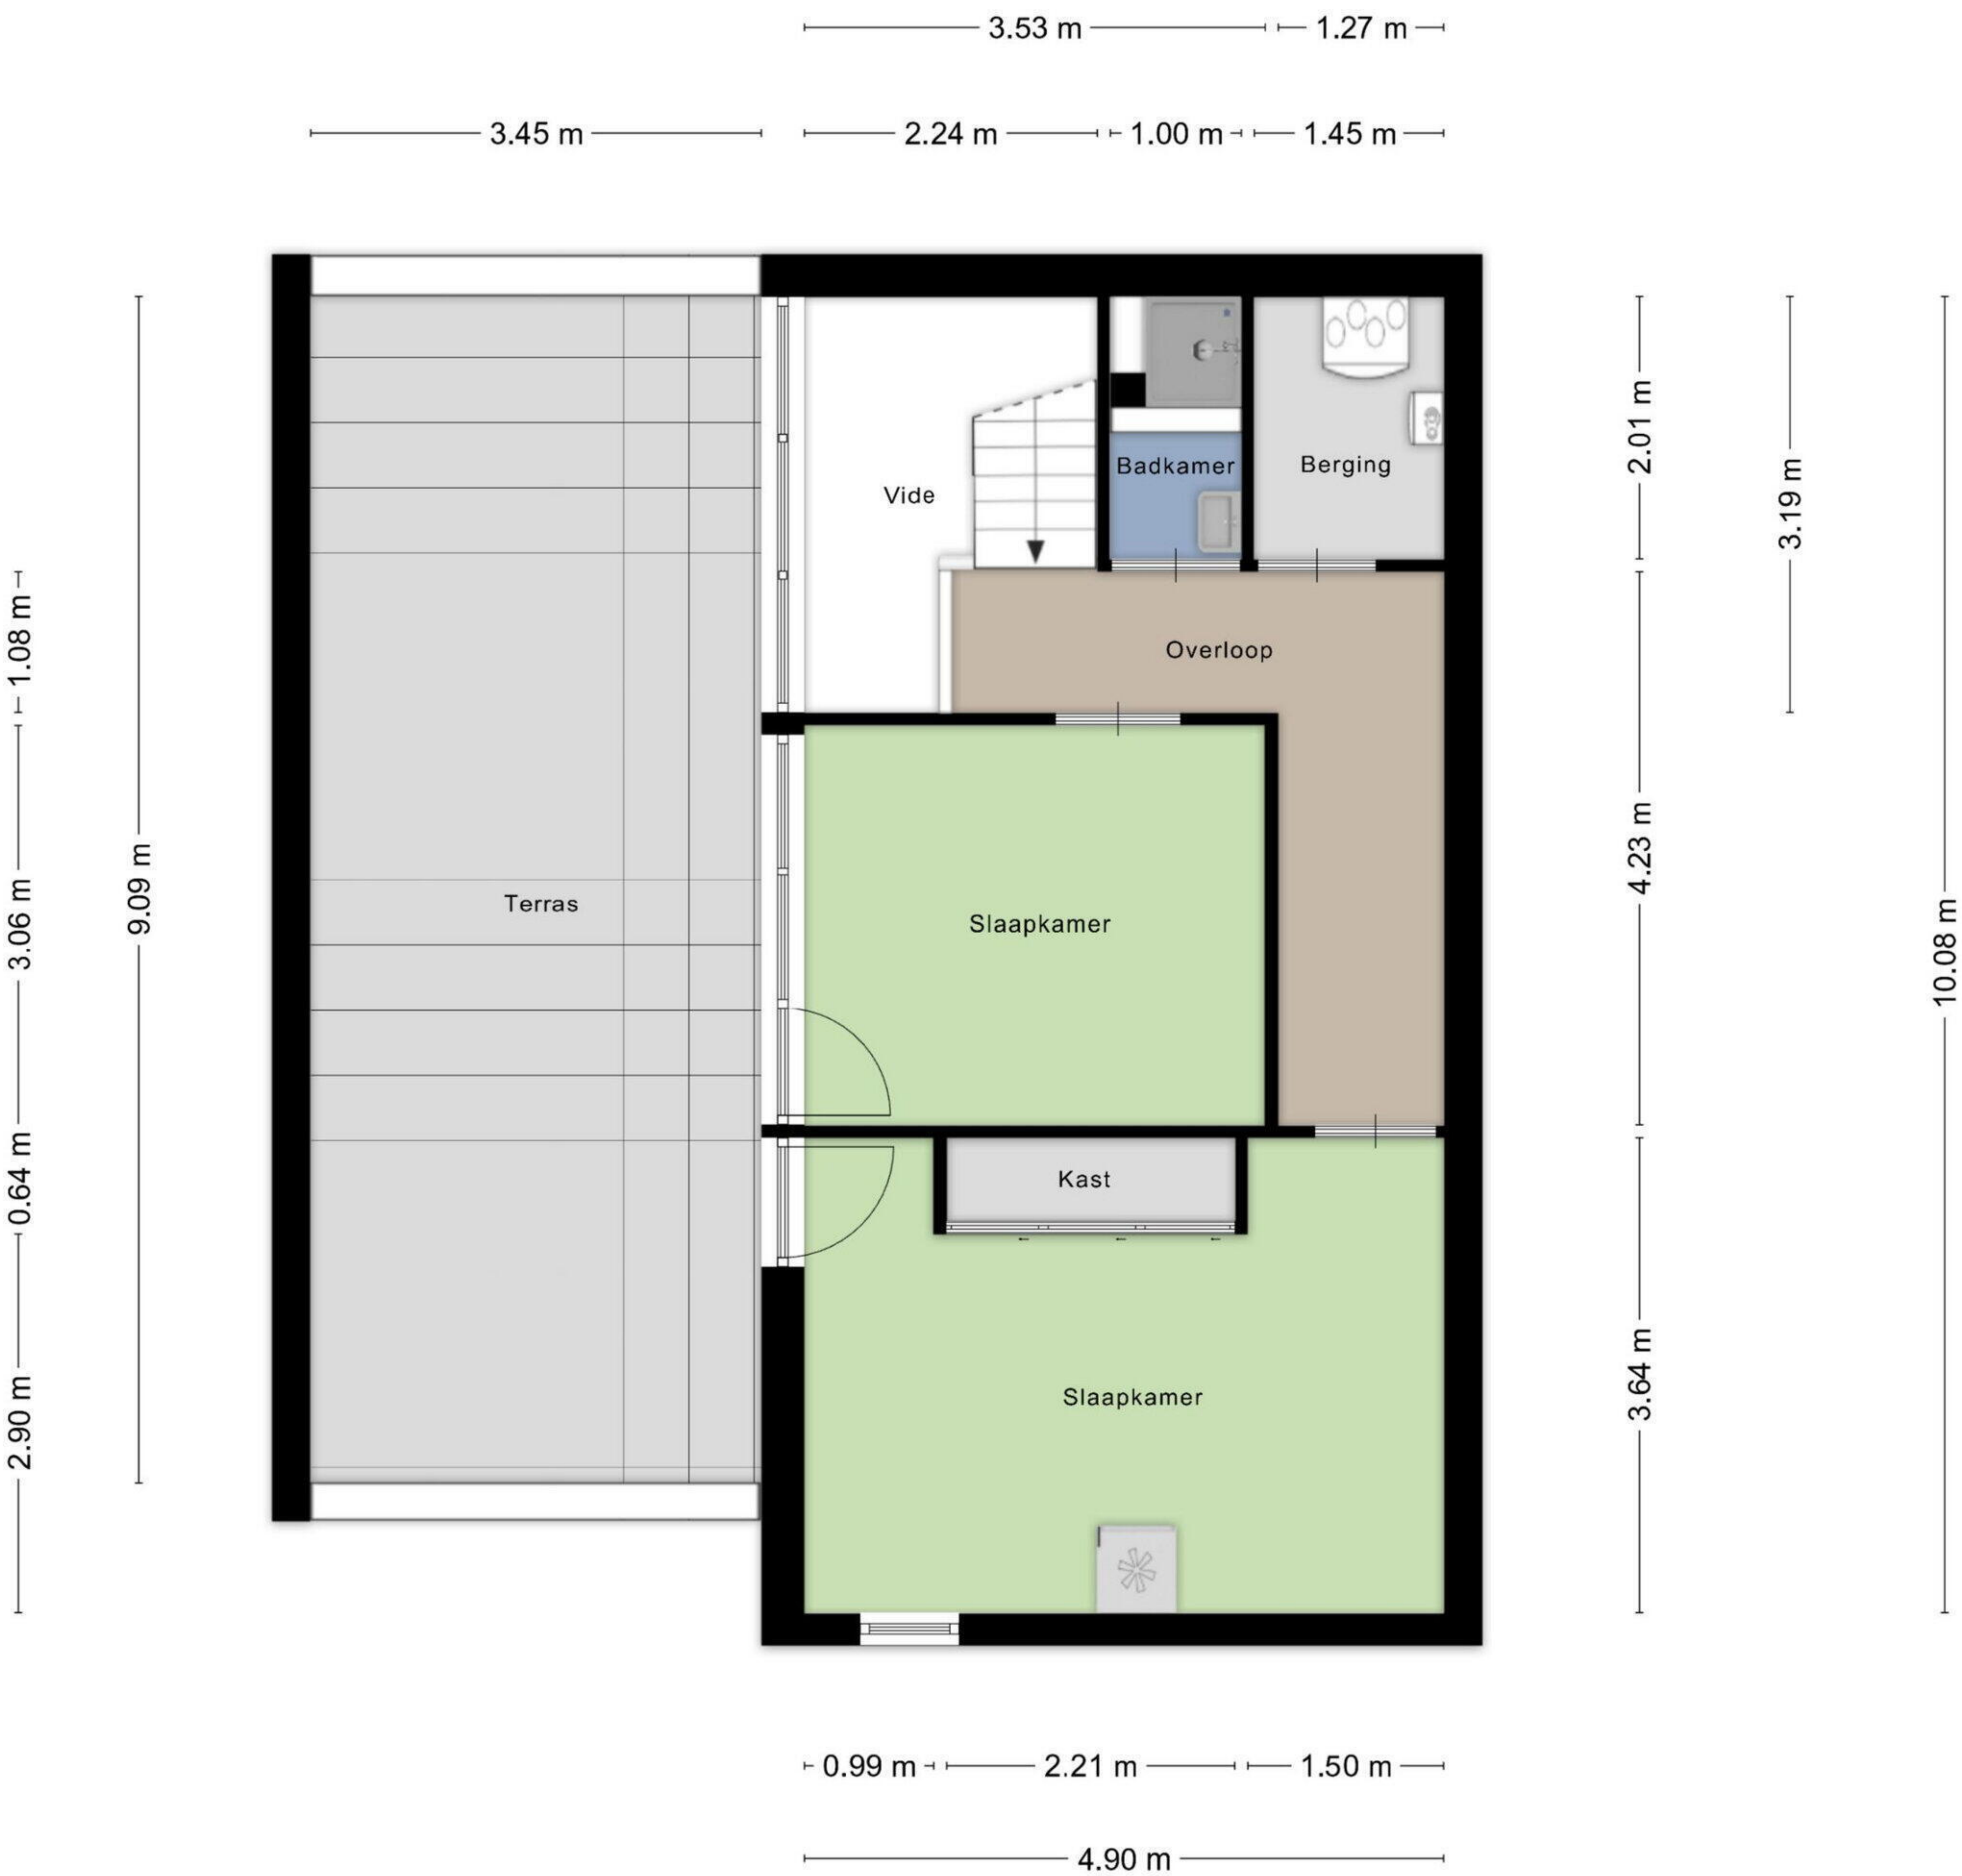 3.53 m
1.27 m
3.45 m
2.24 m
1.00 m
1.45 m
Badkamer
Berging
Vide
2.01 m
3.19 m
1.08 m
Overloop
9.09 m
4.23 m
Terras
Slaapkamer
3.06 m
10.08 m
0.64 m
Kast
Slaapkamer
3.64 m
2.90 m
0.99 m
2.21 m
1.50 m
4.90 m